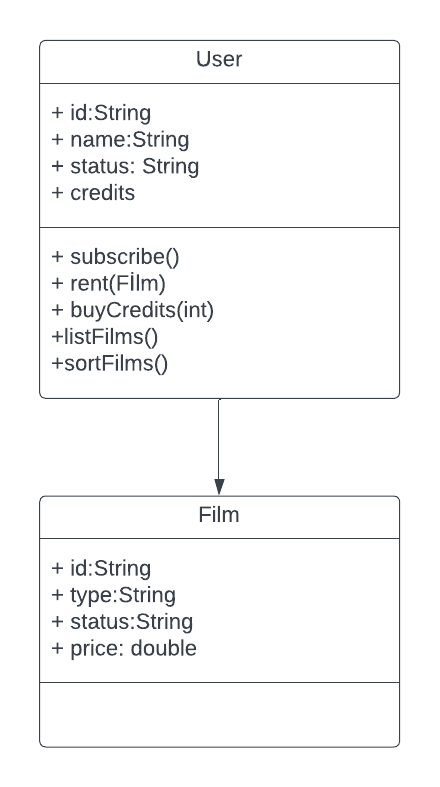 User
+ id:String
+ name:String
+ status: String
+ credits
+ subscribe()
+ rent(Fİlm)
+ buyCredits(int)
+listFilms()
+sortFilms()
Film
+ id:String
+ type:String
+ status:String
+ price: double